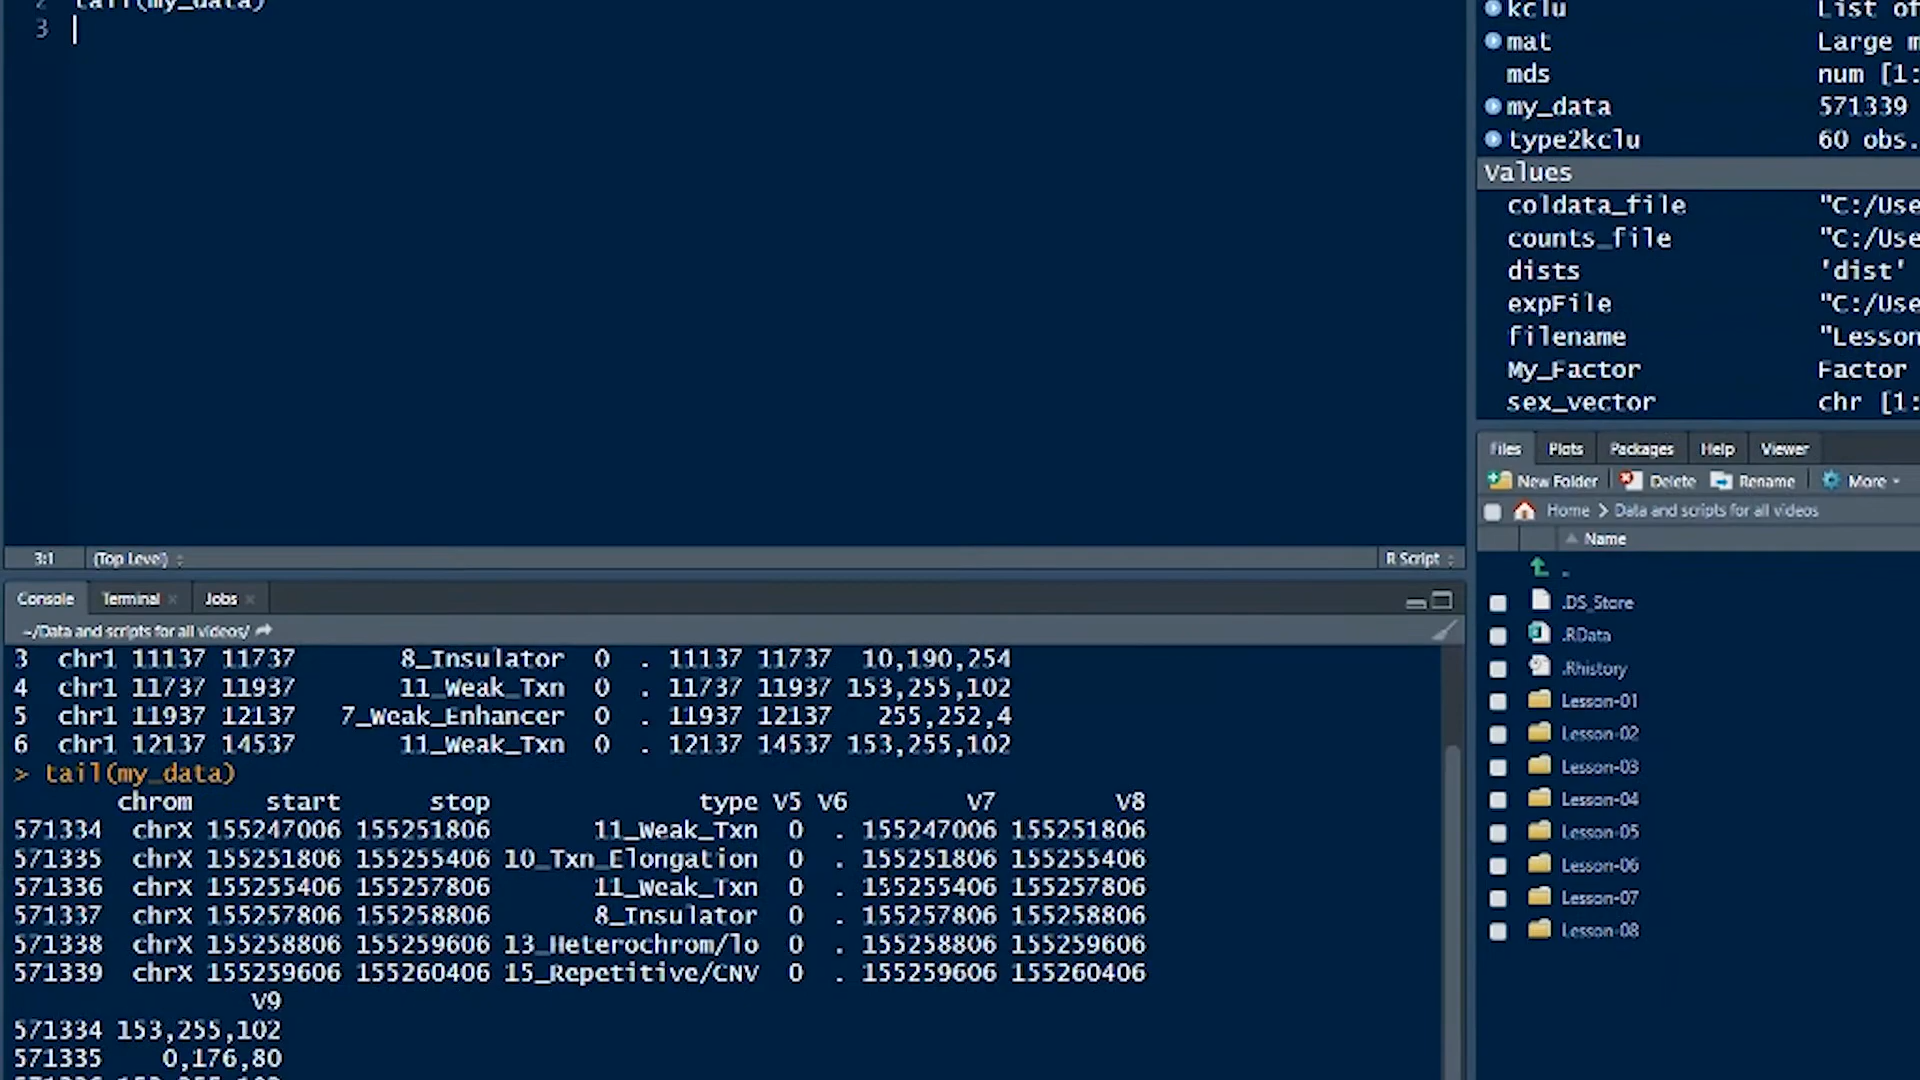 2 tail(my_data)
3
3:1 (Top Level) R Script
Console Terminal Jobs
~/Data and scripts for all videos/
3 chr1 11137 11737 8_Insulator 0 . 11137 11737 10,190,254
4 chr1 11737 11937 11_Weak_Txn 0 . 11737 11937 153,255,102
5 chr1 11937 12137 7_Weak_Enhancer 0 . 11937 12137 255,252,4
6 chr1 12137 14537 11_Weak_Txn 0 . 12137 14537 153,255,102
> tail(my_data)
chrom start stop type V5 V6 V7 V8
571334 chrX 155247006 155251806 11_Weak_Txn 0 . 155247006 155251806
571335 chrX 155251806 155255406 10_Txn_Elongation 0 . 155251806 155255406
571336 chrX 155255406 155257806 11_Weak_Txn 0 . 155255406 155257806
571337 chrX 155257806 155258806 8_Insulator 0 . 155257806 155258806
571338 chrX 155258806 155259606 13_Heterochrom/lo 0 . 155258806 155259606
571339 chrX 155259606 155260406 15_Repetitive/CNV 0 . 155259606 155260406
V9
571334 153,255,102
571335 0,176,80
kclu List of
mat Large m
mds num [1:
my_data 571339
type2kclu 60 obs.
Values
coldata_file "C:/Use
counts_file "C:/Use
dists 'dist'
expFile "C:/Use
filename "Lesson
My_Factor Factor
sex_vector chr [1:
Files Plots Packages Help Viewer
New Folder Delete Rename More
Home > Data and scripts for all videos
Name
.DS_Store
.RData
.Rhistory
Lesson-01
Lesson-02
Lesson-03
Lesson-04
Lesson-05
Lesson-06
Lesson-07
Lesson-08